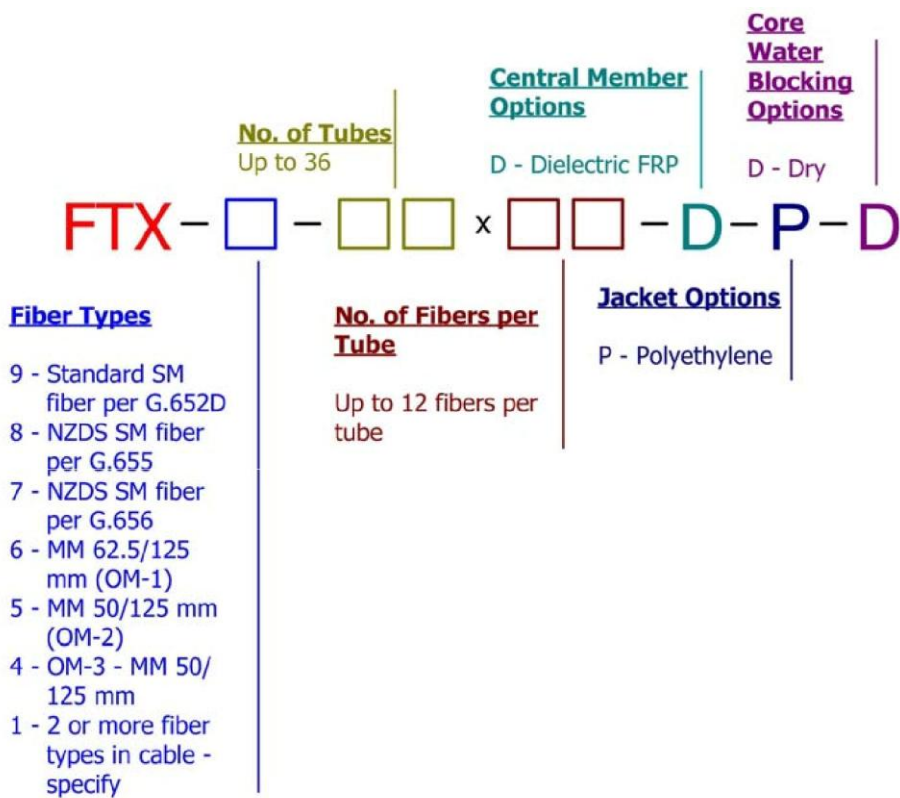 Core
Water
Blocking
Options
D - Dry
Central Member
Options
D - Dielectric FRP
No. of Tubes
Up to 36
FTX – □ – □□ x □□ – D – P – D
Fiber Types
9 - Standard SM
fiber per G.652D
8 - NZDS SM fiber
per G.655
7 - NZDS SM fiber
per G.656
6 - MM 62.5/125
mm (OM-1)
5 - MM 50/125 mm
(OM-2)
4 - OM-3 - MM 50/
125 mm
1 - 2 or more fiber
types in cable -
specify
No. of Fibers per
Tube
Up to 12 fibers per
tube
Jacket Options
P - Polyethylene